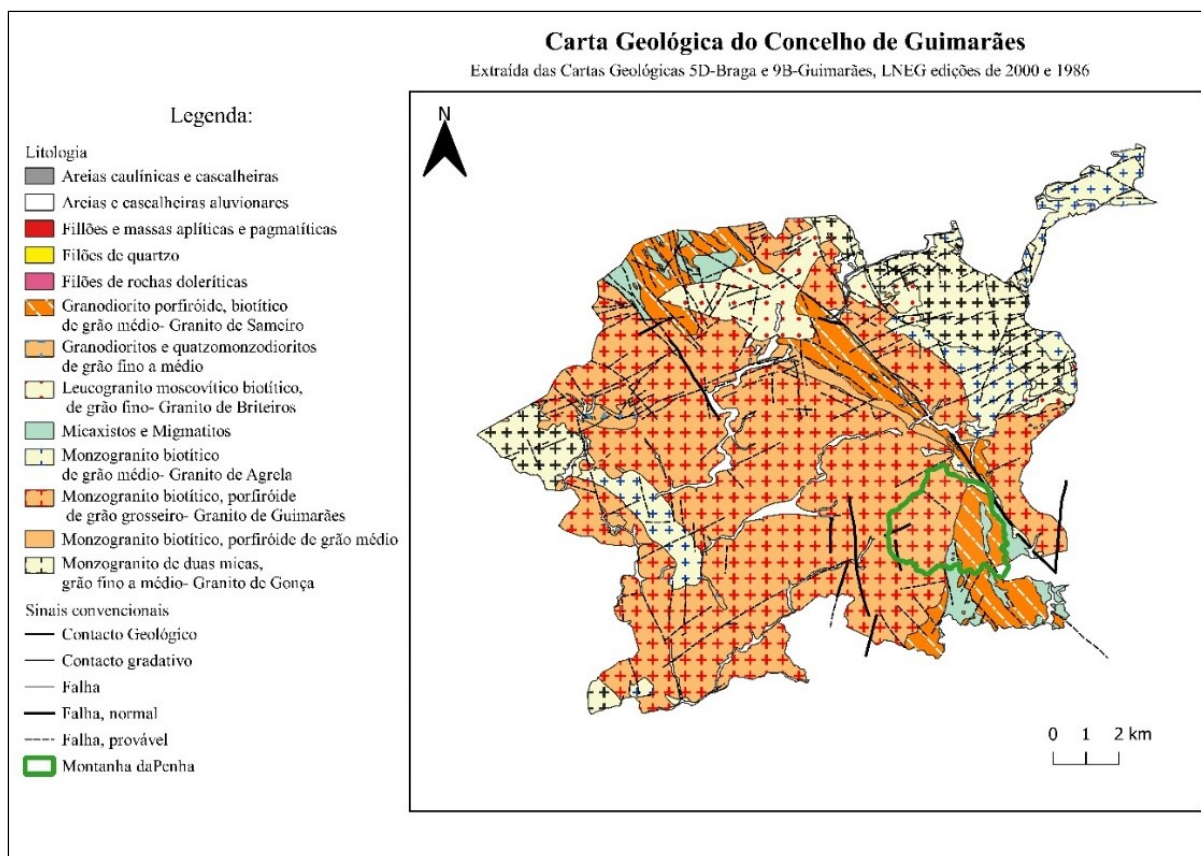 Carta Geológica do Concelho de Guimarães
Extraída das Cartas Geológicas 5D-Braga e 9B-Guimarães, LNEG edições de 2000 e 1986
Legenda:
Litologia
Areias caulínicas e cascalheiras
Areias e cascalheiras aluvionares
Fillões e massas aplíticas e pagmatíticas
Filões de quartzo
Filões de rochas doleríticas
Granodiorito porfiróide, biotítico
de grão médio- Granito de Sameiro
Granodioritos e quatzomonzodioritos
de grão fino a médio
Leucogranito moscovítico biotítico,
de grão fino- Granito de Briteiros
Micaxistos e Migmatitos
Monzogranito biotítico
de grão médio- Granito de Agrela
Monzogranito biotítico, porfiróide
de grão grosseiro- Granito de Guimarães
Monzogranito biotítico, porfiróide de grão médio
Monzogranito de duas micas,
grão fino a médio- Granito de Gonça
Sinais convencionais
Contacto Geológico
Contacto gradativo
Falha
Falha, normal
Falha, provável
Montanha daPenha
N
0 1 2 km